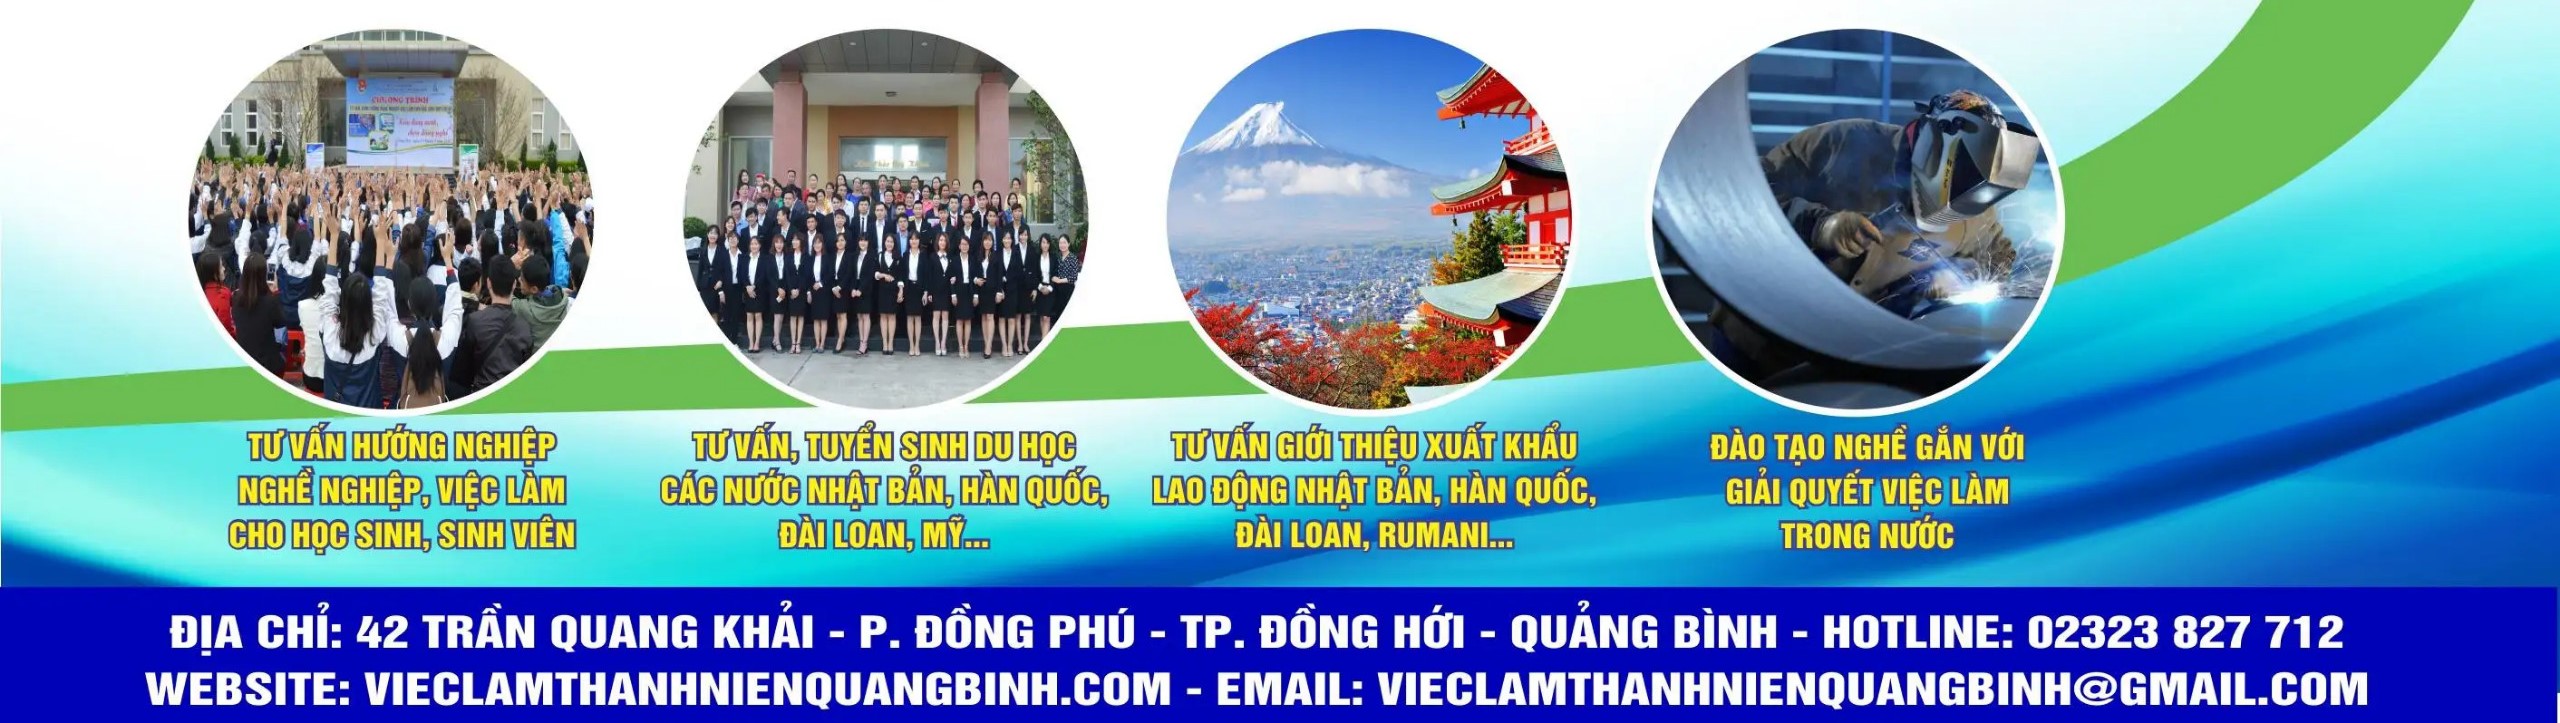 CHƯƠNG TRÌNH
TƯ VẤN HƯỚNG NGHIỆP
NGHỀ NGHIỆP, VIỆC LÀM
CHO HỌC SINH, SINH VIÊN
TƯ VẤN, TUYỂN SINH DU HỌC
CÁC NƯỚC NHẬT BẢN, HÀN QUỐC,
ĐÀI LOAN, MỸ...
TƯ VẤN GIỚI THIỆU XUẤT KHẨU
LAO ĐỘNG NHẬT BẢN, HÀN QUỐC,
ĐÀI LOAN, RUMANI...
ĐÀO TẠO NGHỀ GẮN VỚI
GIẢI QUYẾT VIỆC LÀM
TRONG NƯỚC
ĐỊA CHỈ: 42 TRẦN QUANG KHẢI - P. ĐỒNG PHÚ - TP. ĐỒNG HỚI - QUẢNG BÌNH - HOTLINE: 02323 827 712
WEBSITE: VIECLAMTHANHNIENQUANGBINH.COM - EMAIL: VIECLAMTHANHNIENQUANGBINH@GMAIL.COM